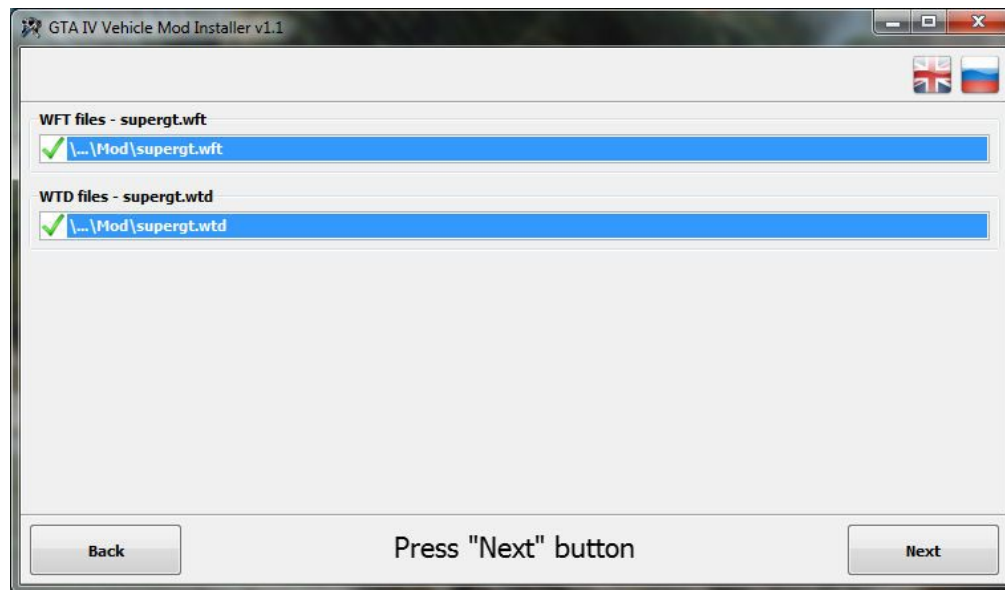 GTA IV Vehicle Mod Installer v1.1
WFT files - supergt.wft
\...\Mod\supergt.wft
WTD files - supergt.wtd
\...\Mod\supergt.wtd
Back
Press "Next" button
Next